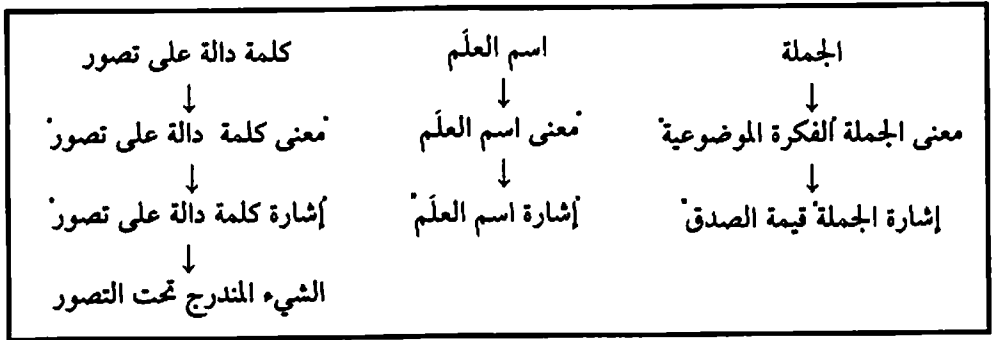 الجملة اسم العلَم كلمة دالة على تصور
↓ ↓ ↓
معنى الجملة "الفكرة الموضوعية" "معنى اسم العلَم" "معنى كلمة دالة على تصور"
↓ ↓ ↓
إشارة الجملة "قيمة الصدق" "إشارة اسم العلَم" "إشارة كلمة دالة على تصور"
↓
الشيء المندرج تحت التصور